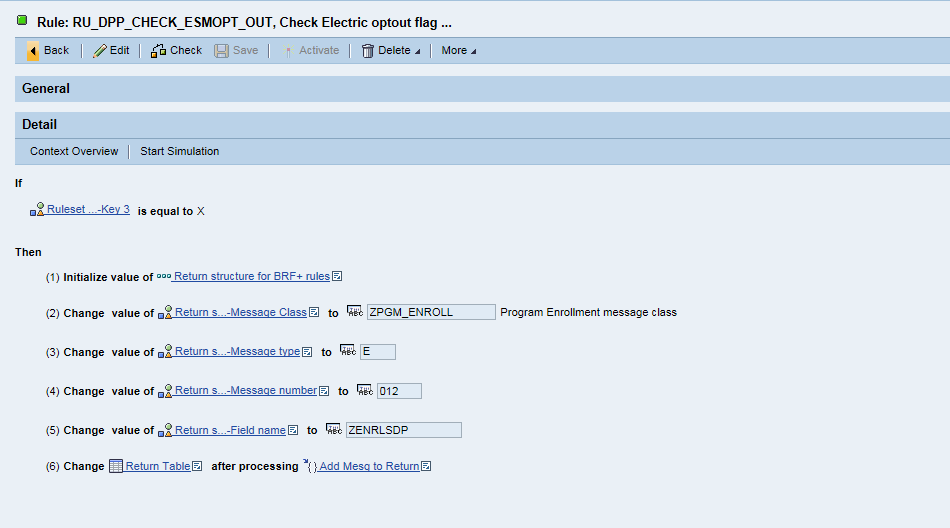 Rule: RU_DPP_CHECK_ESMOPT_OUT, Check Electric optout flag ...
Back Edit Check Save Activate Delete More
General
Detail
Context Overview Start Simulation
If
Ruleset ...-Key 3 is equal to X
Then
(1) Initialize value of Return structure for BRF+ rules
(2) Change value of Return s...-Message Class to ZPGM_ENROLL Program Enrollment message class
(3) Change value of Return s...-Message type to E
(4) Change value of Return s...-Message number to 012
(5) Change value of Return s...-Field name to ZENRLSDP
(6) Change Return Table after processing Add Mesg to Return